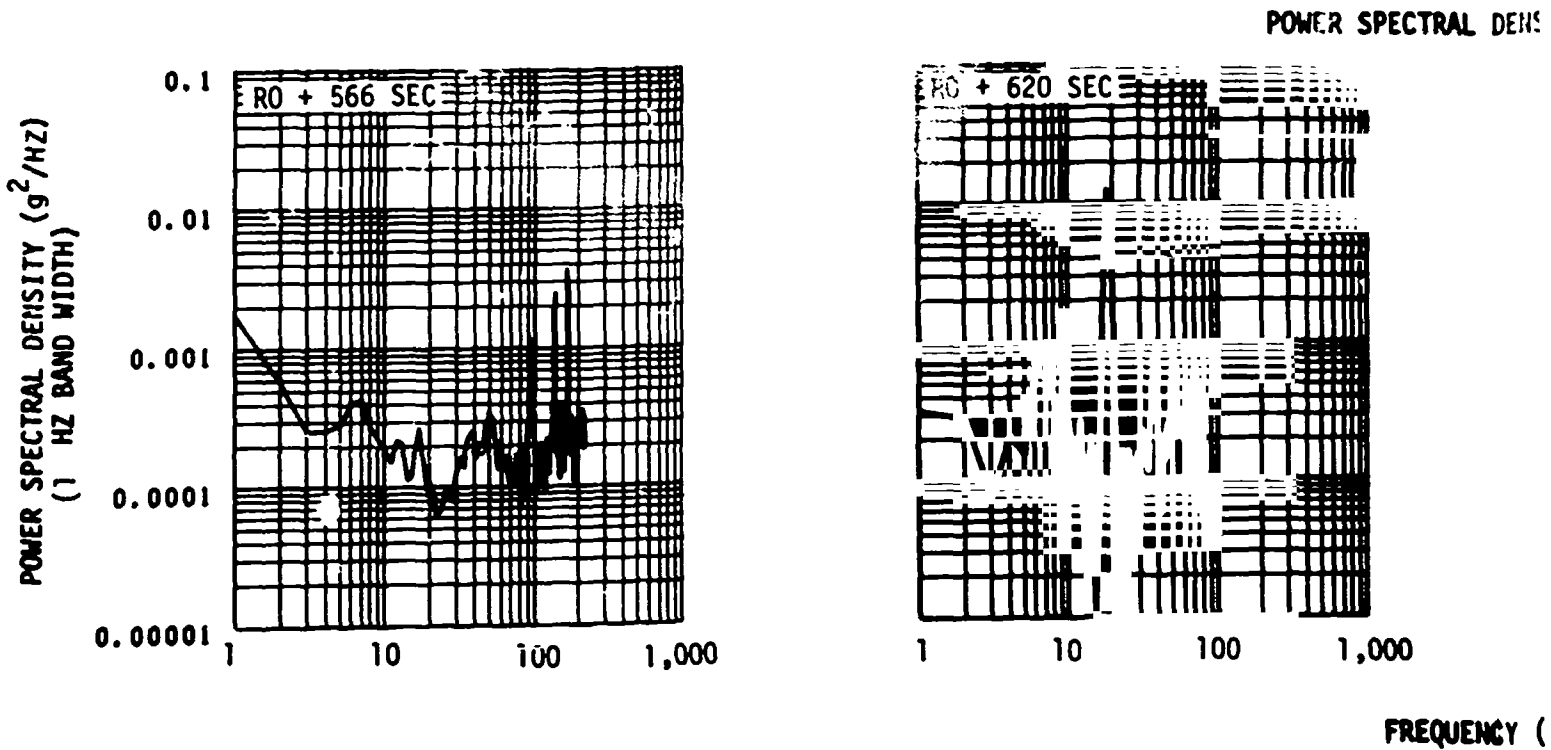 POWER SPECTRAL DENS
RO + 566 SEC
RO + 620 SEC
POWER SPECTRAL DENSITY (g²/HZ)
(1 HZ BAND WIDTH)
0.1
0.01
0.001
0.0001
0.00001
1 10 100 1,000
1 10 100 1,000
FREQUENCY (